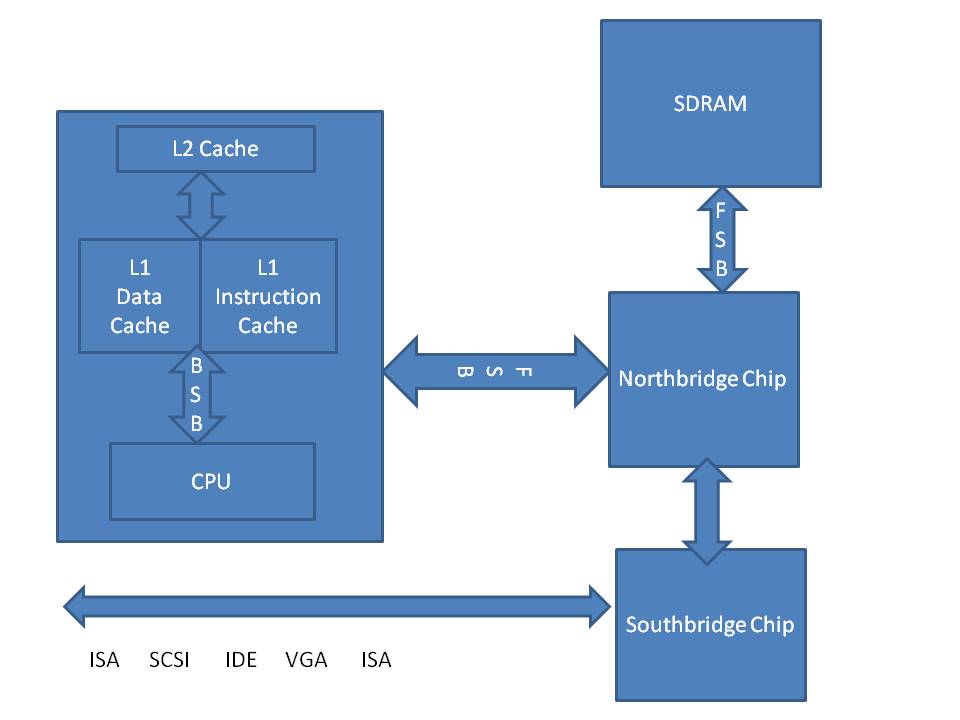 SDRAM
L2 Cache
F
S
B
L1
Data
Cache
L1
Instruction
Cache
B
S
B
F S B
Northbridge Chip
CPU
Southbridge Chip
ISA SCSI IDE VGA ISA